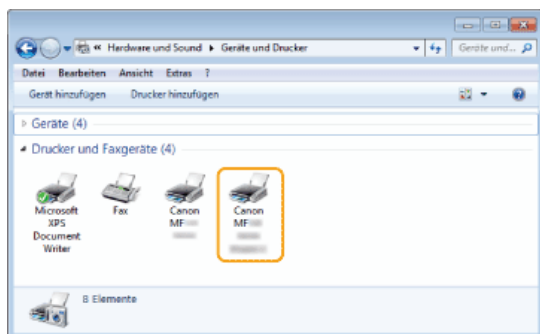 « Hardware und Sound ▸ Geräte und Drucker
Geräte und...
Datei Bearbeiten Ansicht Extras ?
Gerät hinzufügen Drucker hinzufügen
Geräte (4)
Drucker und Faxgeräte (4)
Microsoft XPS Document Writer
Fax
Canon MF
Canon MF
8 Elemente